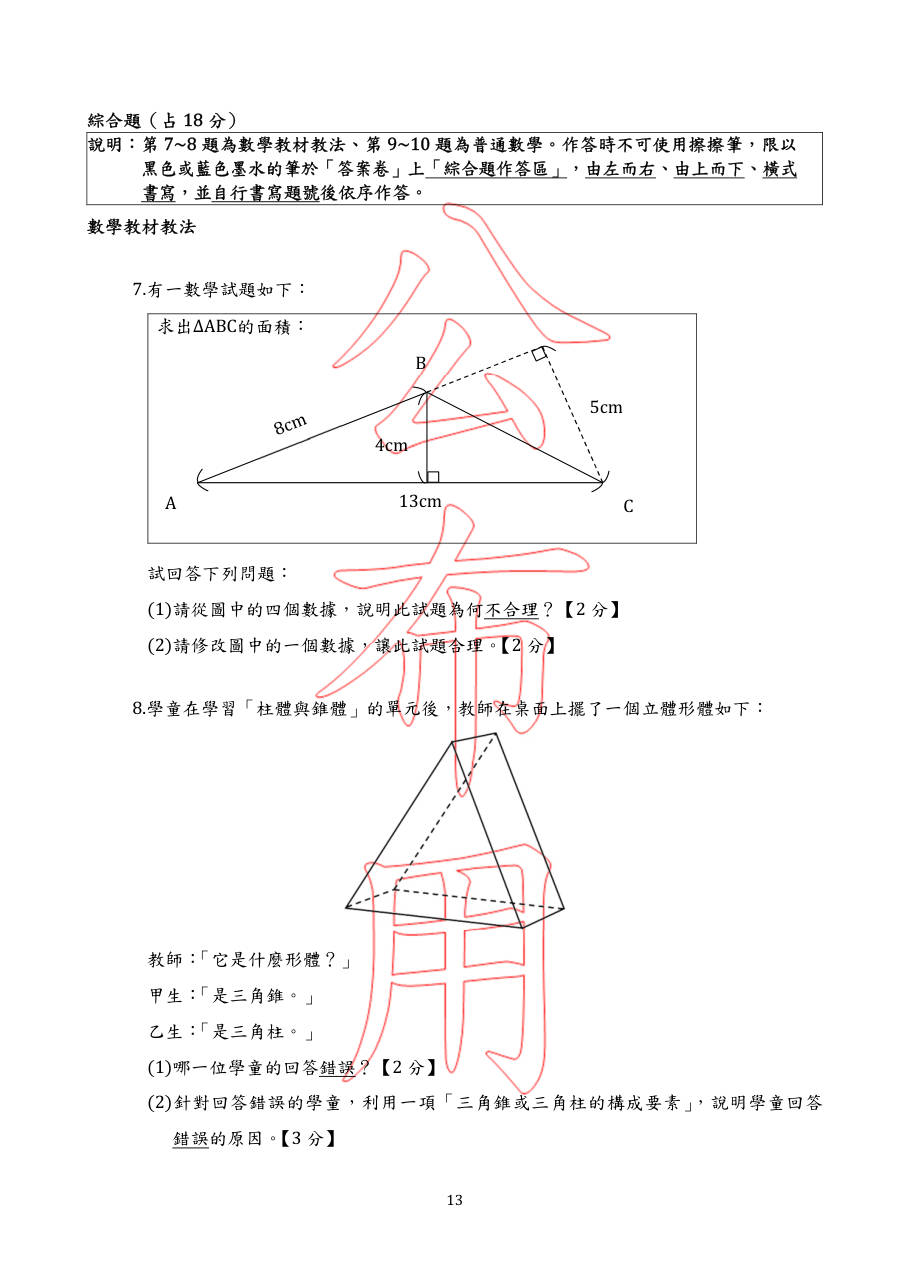 綜合題（占 18 分）
說明：第 7~8 題為數學教材教法、第 9~10 題為普通數學。作答時不可使用擦擦筆，限以
黑色或藍色墨水的筆於「答案卷」上「綜合題作答區」，由左而右、由上而下、橫式
書寫，並自行書寫題號後依序作答。
數學教材教法
7.有一數學試題如下：
求出ΔABC的面積：
B
8cm
5cm
4cm
A
13cm
C
試回答下列問題：
(1)請從圖中的四個數據，說明此試題為何不合理？【2 分】
(2)請修改圖中的一個數據，讓此試題合理。【2 分】
8.學童在學習「柱體與錐體」的單元後，教師在桌面上擺了一個立體形體如下：
教師：「它是什麼形體？」
甲生：「是三角錐。」
乙生：「是三角柱。」
(1)哪一位學童的回答錯誤？【2 分】
(2)針對回答錯誤的學童，利用一項「三角錐或三角柱的構成要素」，說明學童回答
錯誤的原因。【3 分】
公布用
13